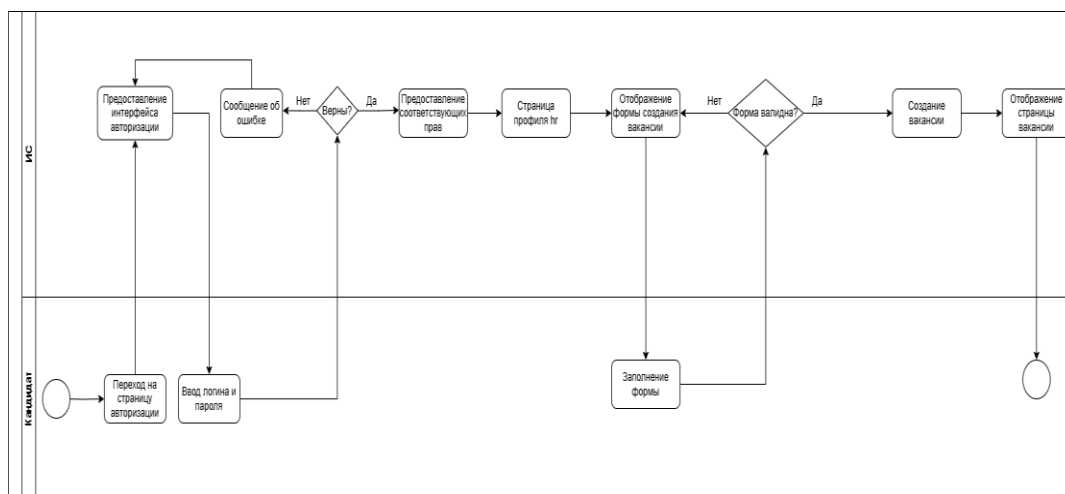 ИС
Предоставление
интерфейса
авторизации
Сообщение об
ошибке
Нет
Верны?
Да
Предоставление
соответствующих
прав
Страница
профиля hr
Отображение
формы создания
вакансии
Нет
Форма валидна?
Да
Создание
вакансии
Отображение
страницы
вакансии
Кандидат
Переход на
страницу
авторизации
Ввод логина и
пароля
Заполнение
формы